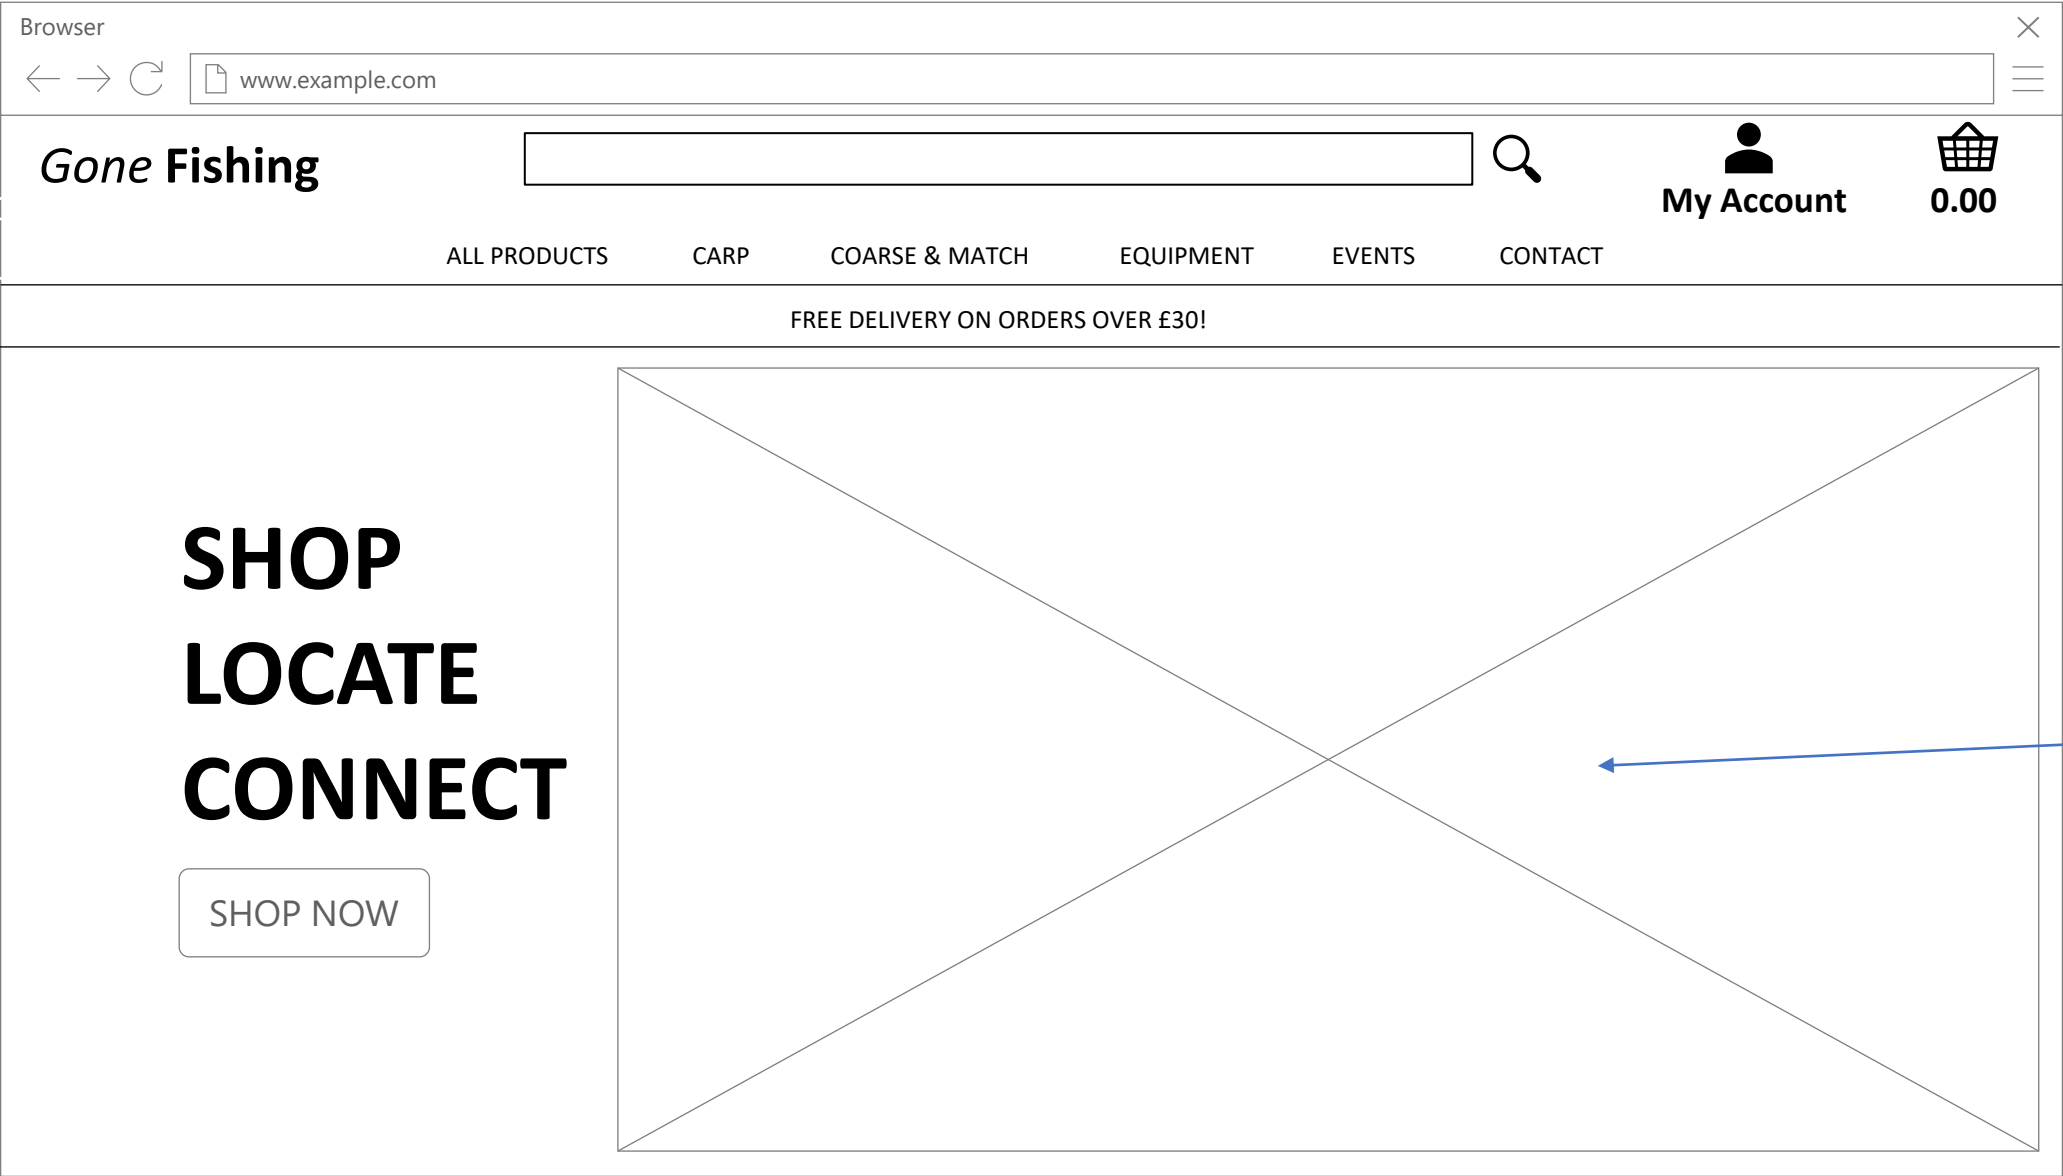 Browser
www.example.com
Gone Fishing
My Account
0.00
ALL PRODUCTS CARP COARSE & MATCH EQUIPMENT EVENTS CONTACT
FREE DELIVERY ON ORDERS OVER £30!
SHOP
LOCATE
CONNECT
SHOP NOW